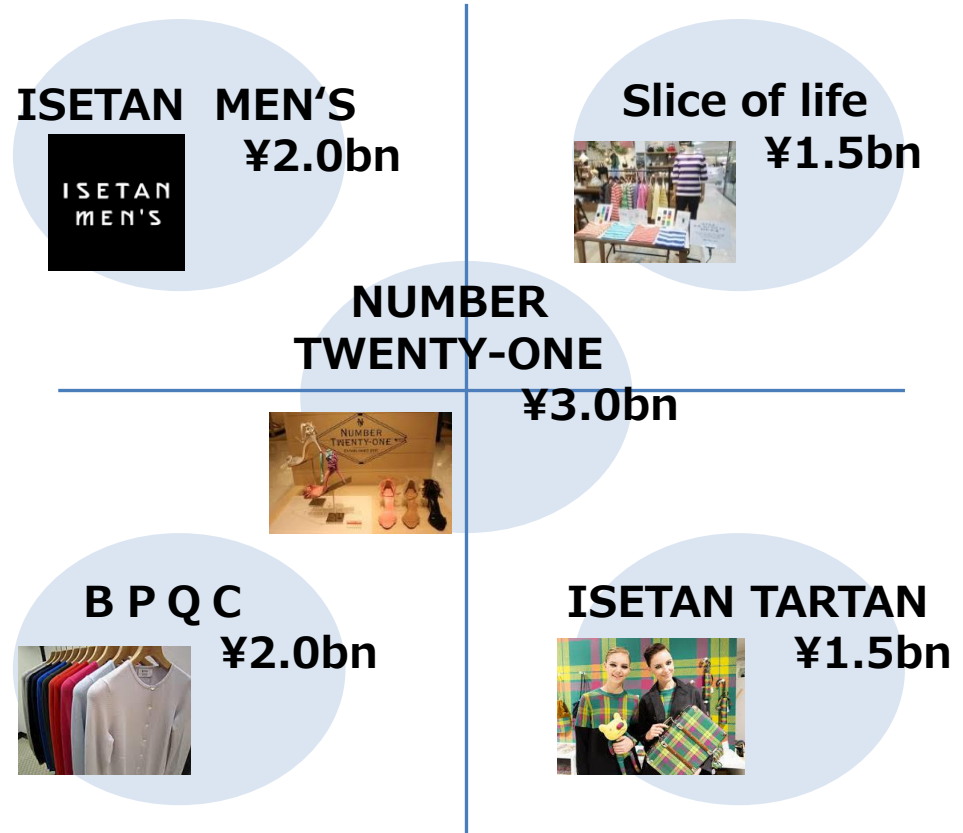 ISETAN MEN‘S
¥2.0bn
ISETAN
MEN'S
Slice of life
¥1.5bn
NUMBER
TWENTY-ONE
¥3.0bn
NUMBER
TWENTY-ONE
B P Q C
¥2.0bn
ISETAN TARTAN
¥1.5bn